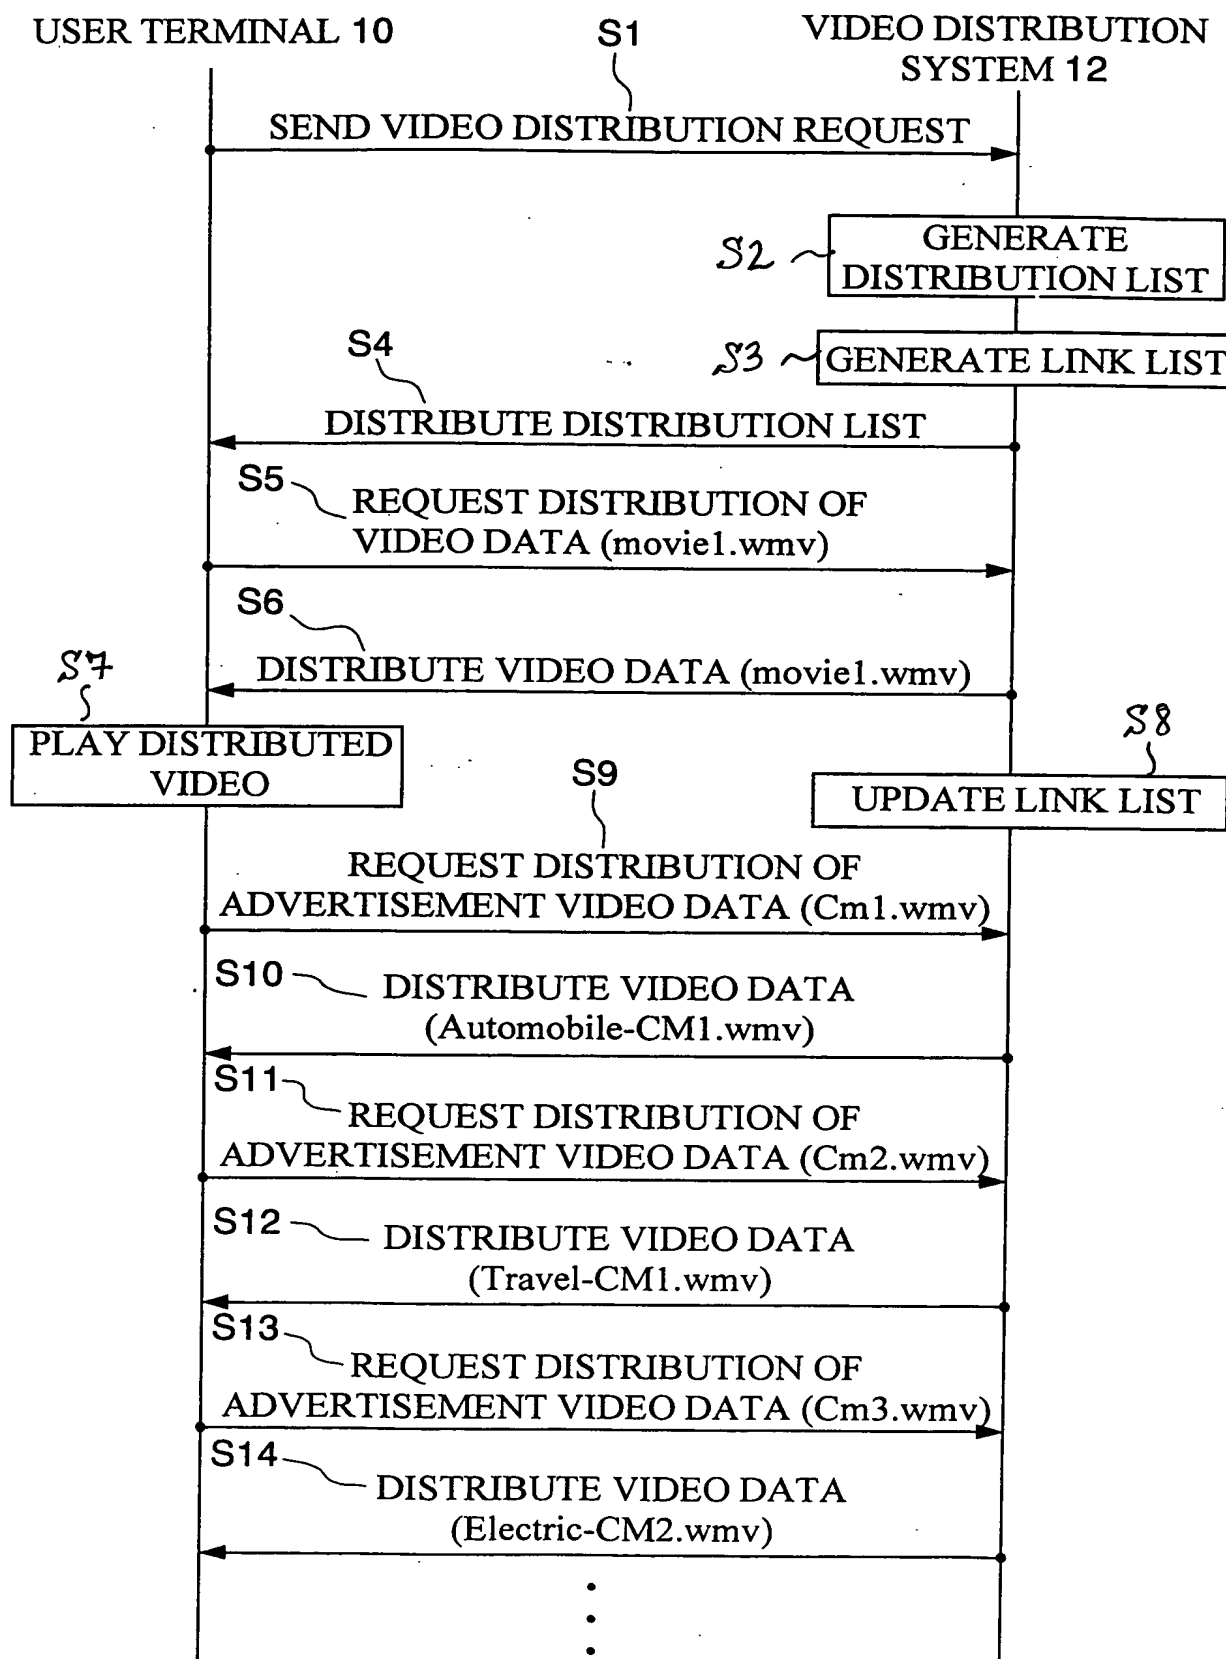 USER TERMINAL 10
S1
VIDEO DISTRIBUTION
SYSTEM 12
SEND VIDEO DISTRIBUTION REQUEST
S2
GENERATE
DISTRIBUTION LIST
S3
GENERATE LINK LIST
S4
DISTRIBUTE DISTRIBUTION LIST
S5
REQUEST DISTRIBUTION OF
VIDEO DATA (movie1.wmv)
S6
DISTRIBUTE VIDEO DATA (movie1.wmv)
S7
PLAY DISTRIBUTED
VIDEO
S8
UPDATE LINK LIST
S9
REQUEST DISTRIBUTION OF
ADVERTISEMENT VIDEO DATA (Cm1.wmv)
S10
DISTRIBUTE VIDEO DATA
(Automobile-CM1.wmv)
S11
REQUEST DISTRIBUTION OF
ADVERTISEMENT VIDEO DATA (Cm2.wmv)
S12
DISTRIBUTE VIDEO DATA
(Travel-CM1.wmv)
S13
REQUEST DISTRIBUTION OF
ADVERTISEMENT VIDEO DATA (Cm3.wmv)
S14
DISTRIBUTE VIDEO DATA
(Electric-CM2.wmv)